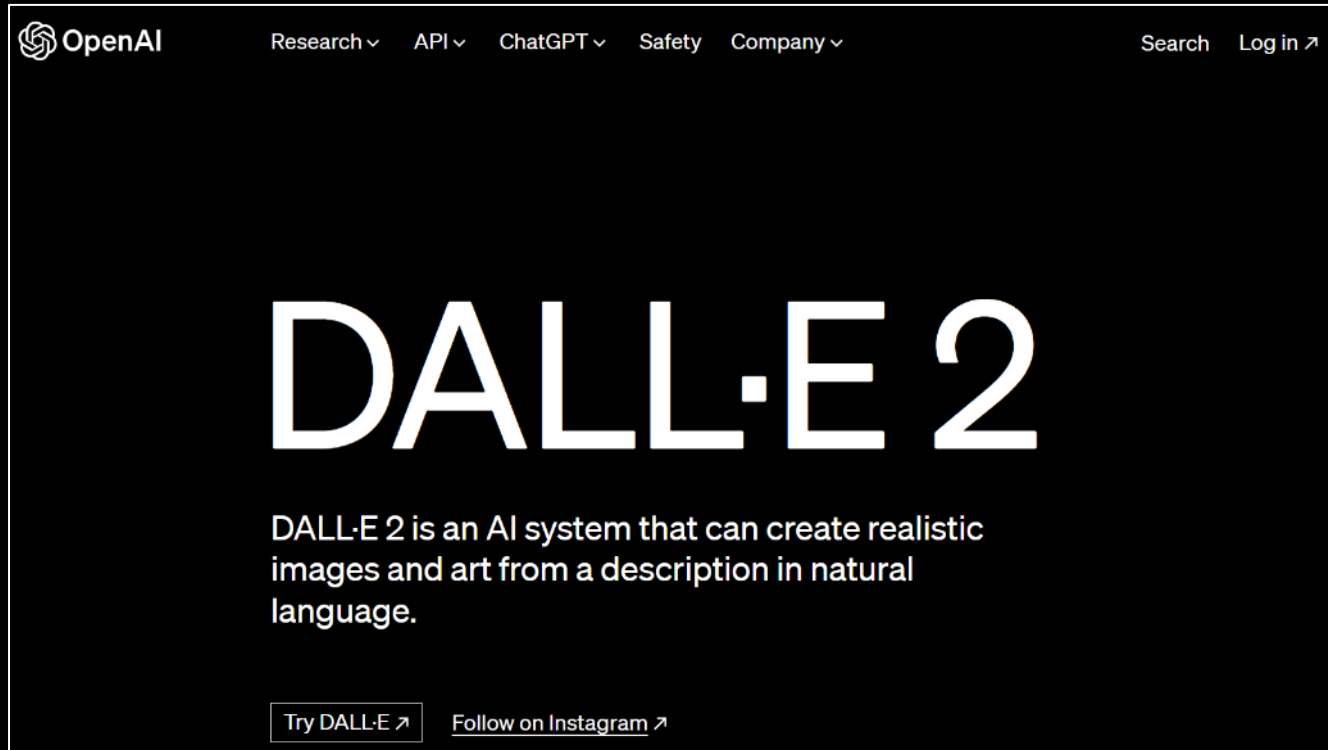 OpenAI
Research API ChatGPT Safety Company
Search Log in ↗
DALL·E 2
DALL·E 2 is an AI system that can create realistic
images and art from a description in natural
language.
Try DALL·E ↗ Follow on Instagram ↗